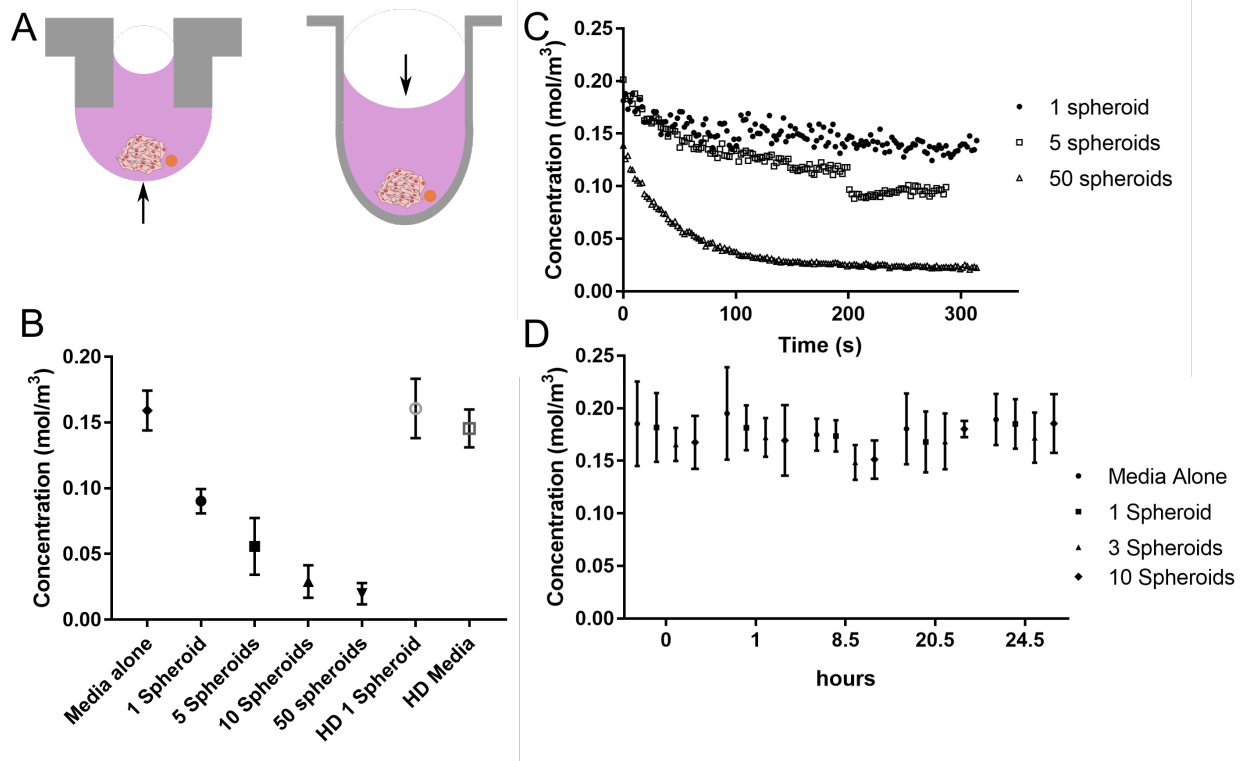 A
C
Concentration (mol/m³)
0.25
0.20
0.15
0.10
0.05
0.00
0
100
200
300
Time (s)
1 spheroid
5 spheroids
50 spheroids
B
Concentration (mol/m³)
0.20
0.15
0.10
0.05
0.00
Media alone
1 Spheroid
5 Spheroids
10 Spheroids
50 spheroids
HD 1 Spheroid
HD Media
D
Concentration (mol/m³)
0.25
0.20
0.15
0.10
0.05
0.00
0
1
8.5
20.5
24.5
hours
Media Alone
1 Spheroid
3 Spheroids
10 Spheroids